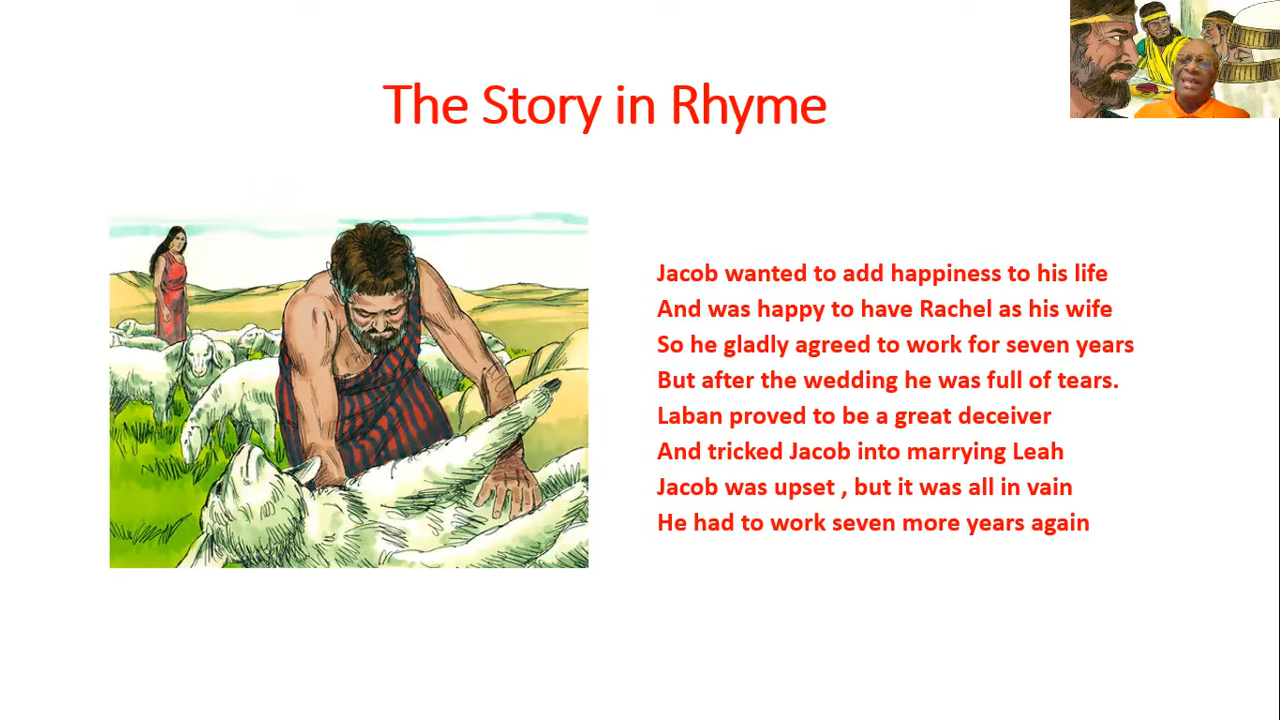 The Story in Rhyme
Jacob wanted to add happiness to his life
And was happy to have Rachel as his wife
So he gladly agreed to work for seven years
But after the wedding he was full of tears.
Laban proved to be a great deceiver
And tricked Jacob into marrying Leah
Jacob was upset , but it was all in vain
He had to work seven more years again